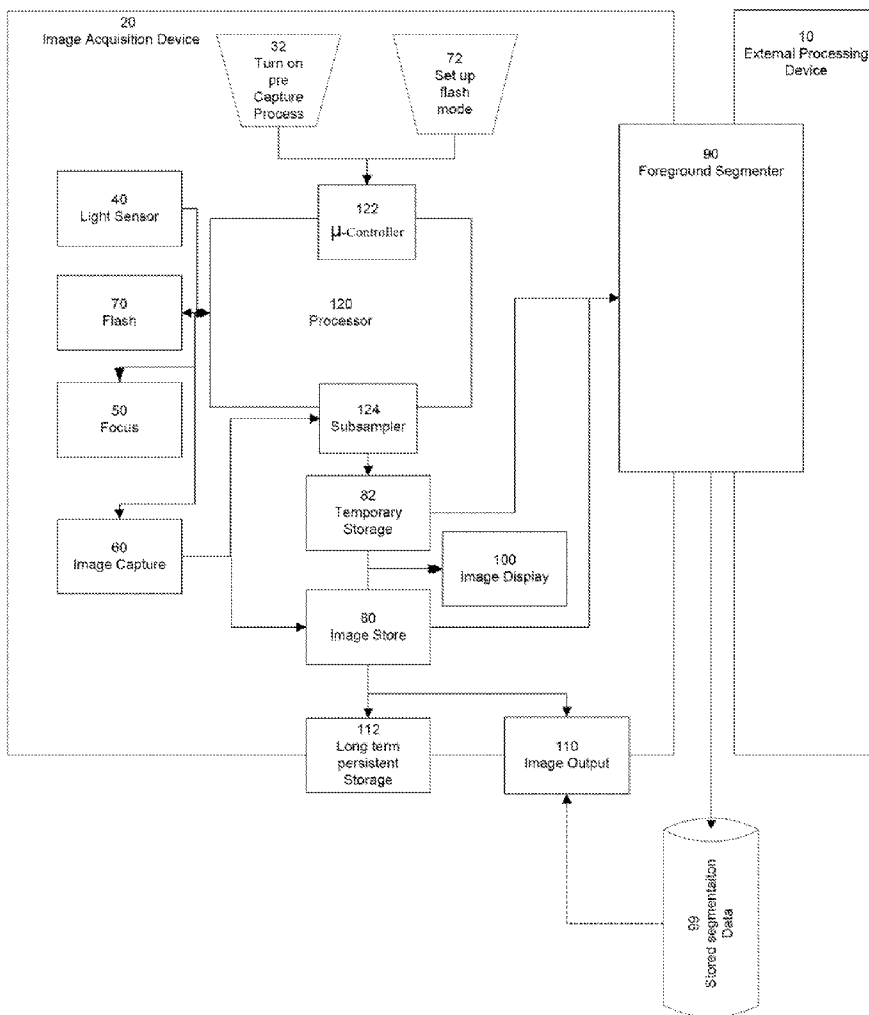 20
Image Acquisition Device
32
Turn on
pre
Capture
Process
72
Set up
flash
mode
10
External Processing
Device
90
Foreground Segmenter
40
Light Sensor
122
μ-Controller
70
Flash
120
Processor
50
Focus
124
Subsampler
82
Temporary
Storage
60
Image Capture
100
Image Display
80
Image Store
112
Long term
persistent
Storage
110
Image Output
99
Stored segmentation
Data